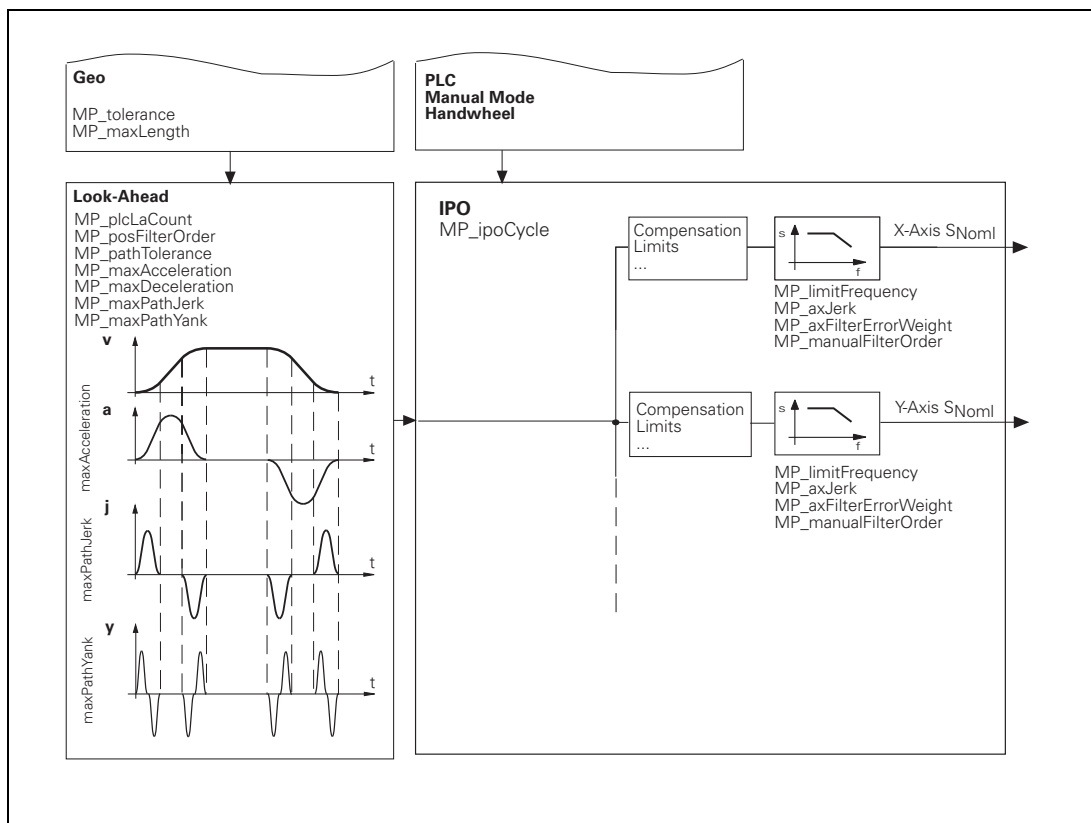 Geo
MP_tolerance
MP_maxLength
PLC
Manual Mode
Handwheel
Look-Ahead
MP_plcLaCount
MP_posFilterOrder
MP_pathTolerance
MP_maxAcceleration
MP_maxDeceleration
MP_maxPathJerk
MP_maxPathYank
v
t
maxAcceleration
a
t
maxPathJerk
j
t
maxPathYank
y
t
IPO
MP_ipoCycle
Compensation
Limits
...
s
f
X-Axis SNoml
MP_limitFrequency
MP_axJerk
MP_axFilterErrorWeight
MP_manualFilterOrder
Compensation
Limits
...
s
f
Y-Axis SNoml
MP_limitFrequency
MP_axJerk
MP_axFilterErrorWeight
MP_manualFilterOrder